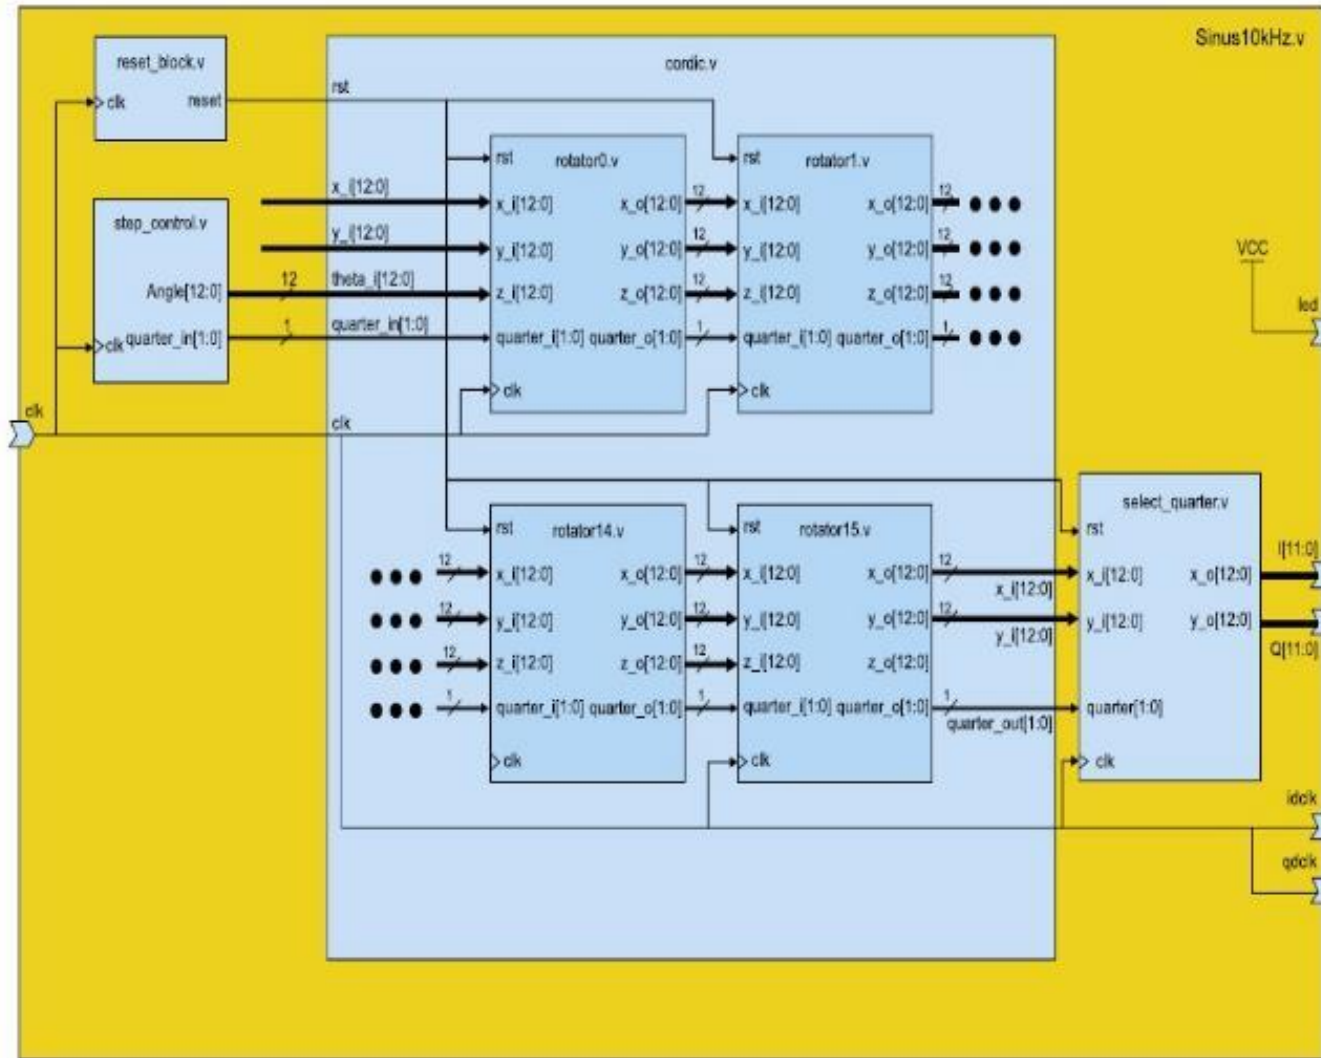 Sinus10kHz.v
reset_block.v
clk
reset
cordic.v
rst
rotator0.v
rst
x_i[12:0]
x_o[12:0]
y_i[12:0]
y_o[12:0]
z_i[12:0]
z_o[12:0]
quarter_i[1:0]
quarter_o[1:0]
clk
12
12
12
1
rotator1.v
rst
x_i[12:0]
x_o[12:0]
y_i[12:0]
y_o[12:0]
z_i[12:0]
z_o[12:0]
quarter_i[1:0]
quarter_o[1:0]
clk
12
12
12
1
x_i[12:0]
y_i[12:0]
theta_i[12:0]
quarter_in[1:0]
step_control.v
Angle[12:0]
clk
quarter_in[1:0]
12
1
VCC
led
clk
clk
12
12
12
1
rotator14.v
rst
x_i[12:0]
x_o[12:0]
y_i[12:0]
y_o[12:0]
z_i[12:0]
z_o[12:0]
quarter_i[1:0]
quarter_o[1:0]
clk
12
12
12
1
rotator15.v
rst
x_i[12:0]
x_o[12:0]
y_i[12:0]
y_o[12:0]
z_i[12:0]
z_o[12:0]
quarter_i[1:0]
quarter_o[1:0]
clk
12
x_i[12:0]
12
y_i[12:0]
1
quarter_out[1:0]
select_quarter.v
rst
x_i[12:0]
x_o[12:0]
y_i[12:0]
y_o[12:0]
quarter[1:0]
clk
I[11:0]
Q[11:0]
idclk
qdclk